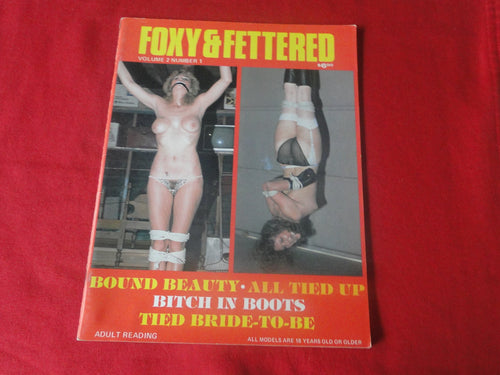 FOXY & FETTERED
VOLUME 2 NUMBER 1
BOUND BEAUTY • ALL TIED UP
BITCH IN BOOTS
TIED BRIDE-TO-BE
ADULT READING
ALL MODELS ARE 18 YEARS OLD OR OLDER